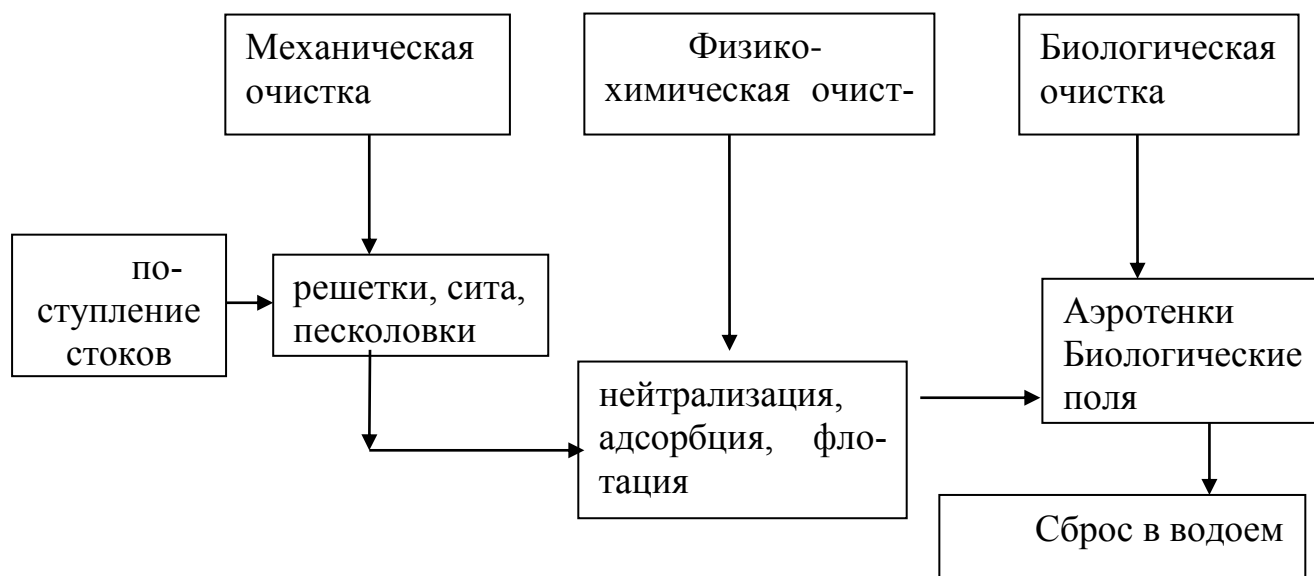 Механическая
очистка
Физико-
химическая очист-
Биологическая
очистка
по-
ступление
стоков
решетки, сита,
песколовки
нейтрализация,
адсорбция, фло-
тация
Аэротенки
Биологические
поля
Сброс в водоем